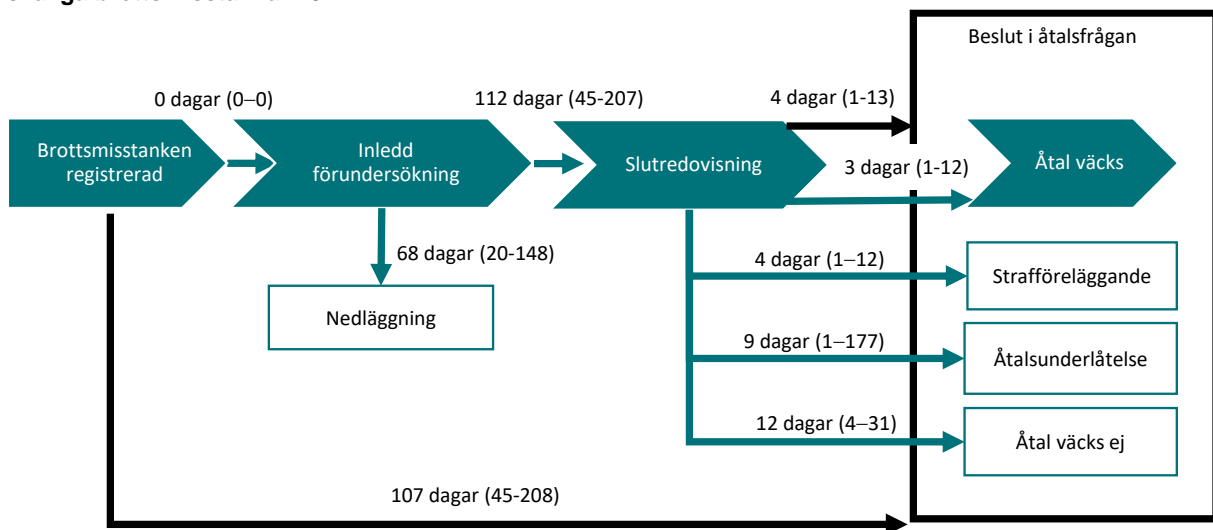 Beslut i åtalsfrågan
0 dagar (0–0)
112 dagar (45-207)
4 dagar (1-13)
Brottsmisstanken
registrerad
Inledd
förundersökning
Slutredovisning
3 dagar (1-12)
Åtal väcks
68 dagar (20-148)
Nedläggning
4 dagar (1–12)
Strafföreläggande
9 dagar (1–177)
Åtalsunderlåtelse
12 dagar (4–31)
Åtal väcks ej
107 dagar (45-208)